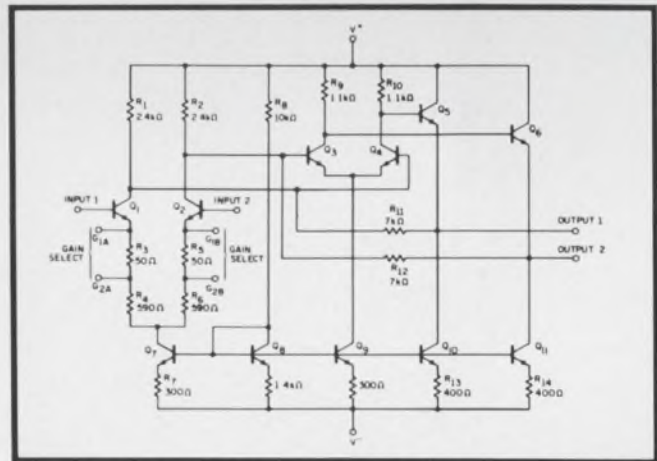 V+
R1
2.4kΩ
R2
2.4kΩ
R8
10kΩ
R9
1.1kΩ
R10
1.1kΩ
Q5
Q6
Q3
Q4
INPUT 1
Q1
Q2
INPUT 2
R11
7kΩ
OUTPUT 1
R12
7kΩ
OUTPUT 2
G1A
GAIN
SELECT
G2A
R3
50Ω
R5
50Ω
G1B
GAIN
SELECT
G2B
R4
590Ω
R6
590Ω
Q7
Q8
Q9
Q10
Q11
R7
300Ω
1.4kΩ
300Ω
R13
400Ω
R14
400Ω
V-